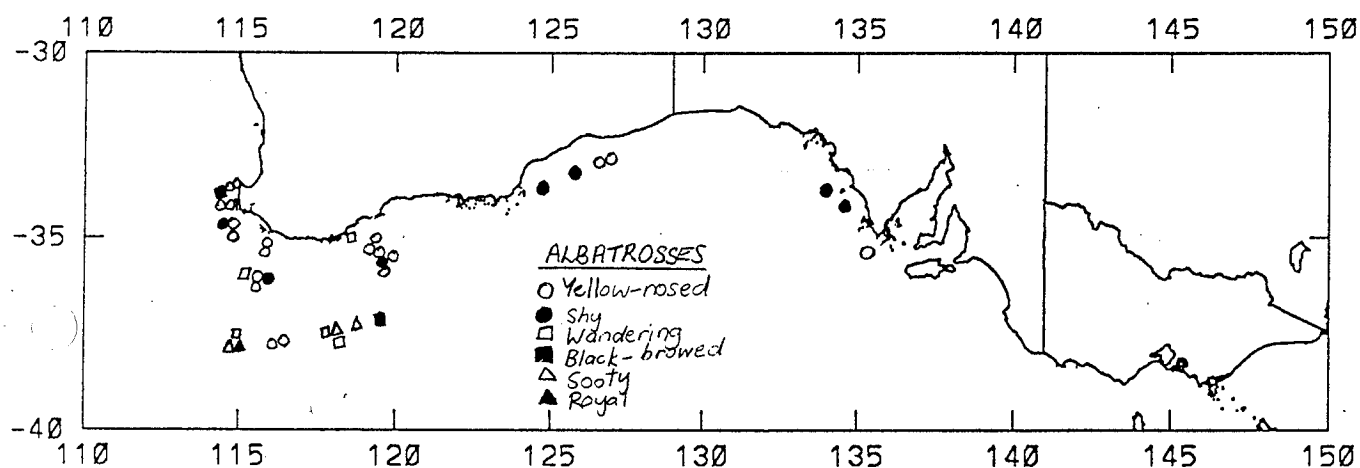 110 115 120 125 130 135 140 145 150
-30
-35
ALBATROSSES
Yellow-nosed
Shy
Wandering
Black-browed
Sooty
Royal
-40
110 115 120 125 130 135 140 145 150